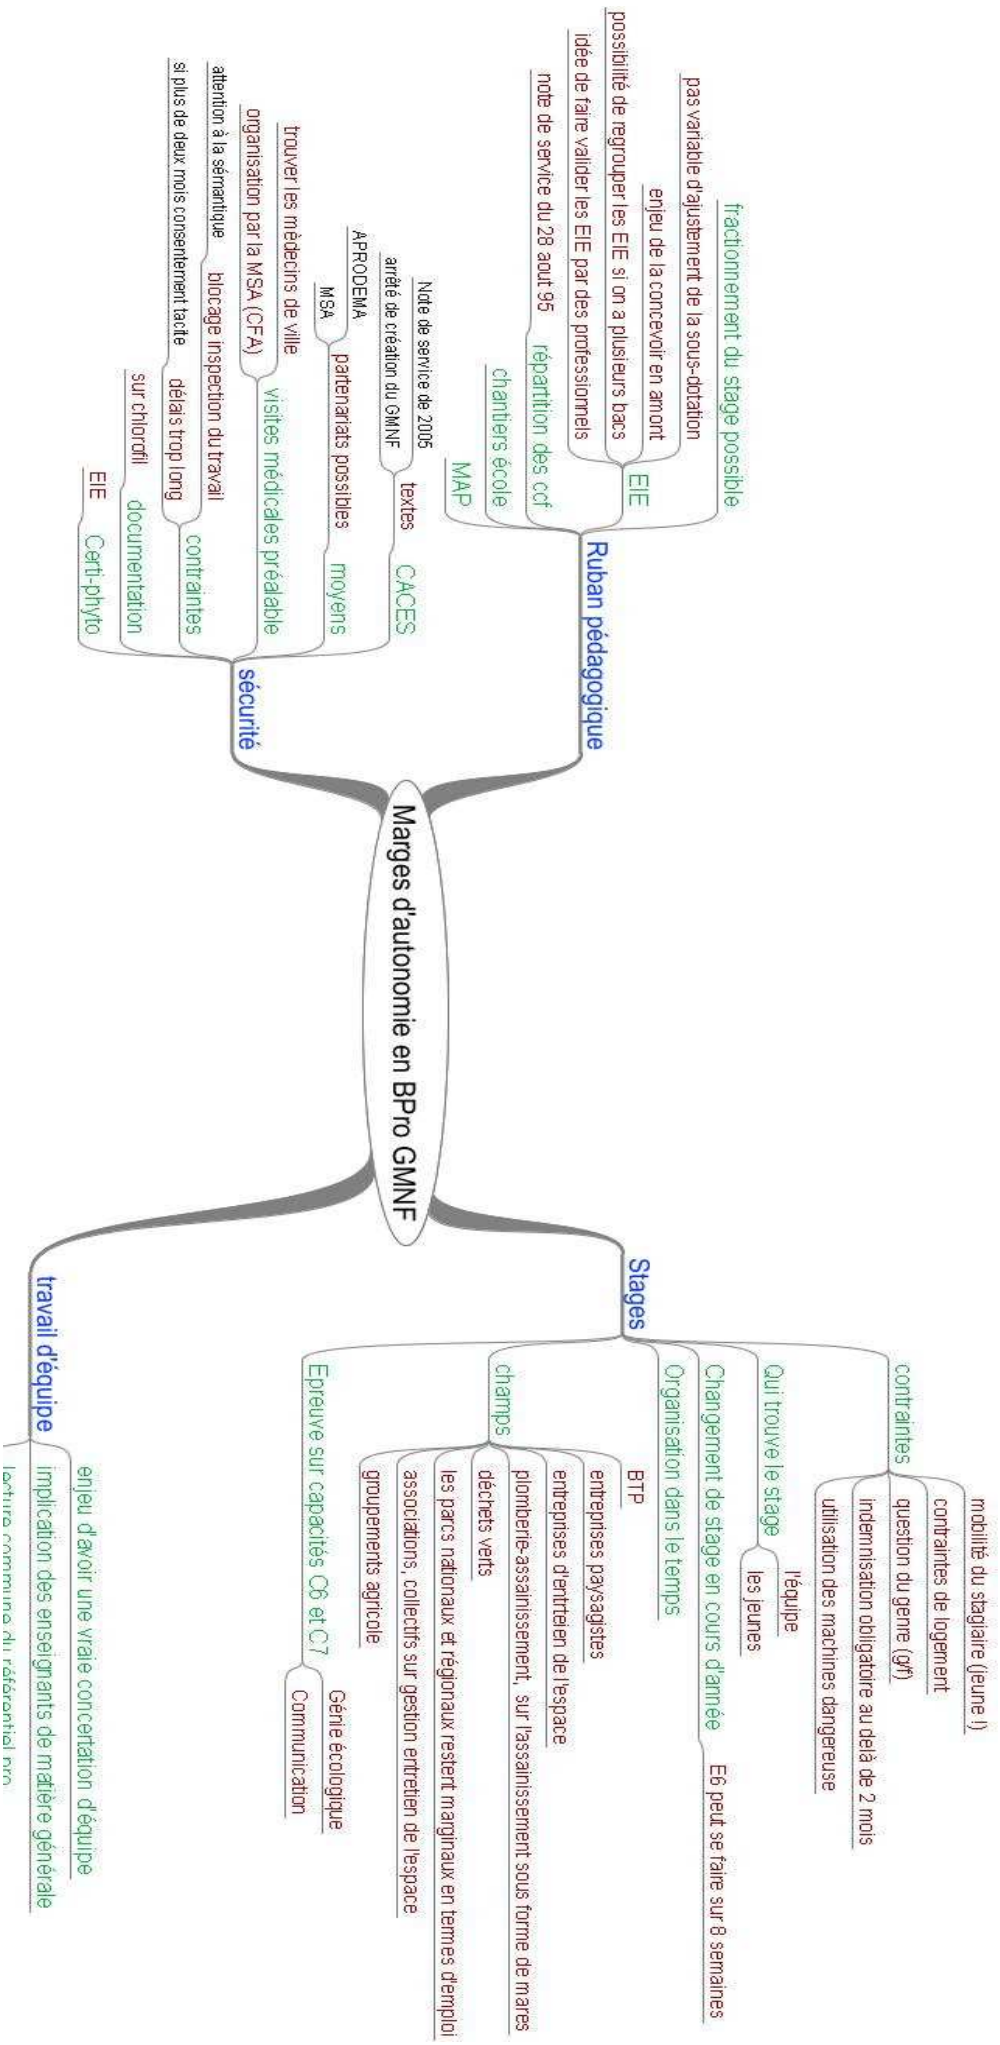 Marges d'autonomie en BPro GMNF
Ruban pédagogique
fractionnement du stage possible
EIE
pas variable d'ajustement de la sous-dotation
enjeu de la concevoir en amont
possibilité de regrouper les EIE si on a plusieurs bacs
idée de faire valider les EIE par des professionnels
répartition des ccf
note de service du 28 aout 95
chantiers école
MAP
sécurité
CACES
textes
Note de service de 2005
arrêté de création du GMNF
moyens
partenariats possibles
APRODEMA
MSA
visites médicales préalable
trouver les mèdecins de ville
organisation par la MSA (CFA)
contraintes
blocage inspection du travail
attention à la sémantique
délais trop long
si plus de deux mois consentement tacite
documentation
sur chlorofil
Certi-phyto
EIE
Stages
contraintes
mobilité du stagiaire (jeune !)
contraintes de logement
question du genre (g/f)
indemnisation obligatoire au delà de 2 mois
utilisation des machines dangereuse
Qui trouve le stage
l'équipe
les jeunes
Changement de stage en cours d'année
E6 peut se faire sur 8 semaines
Organisation dans le temps
champs
BTP
entreprises paysagistes
entreprises d'entrtéien de l'espace
plomberie-assainissement, sur l'assainissement sous forme de mares
déchets verts
les parcs nationaux et régionaux restent marginaux en termes d'emploi
associations, collectifs sur gestion entretien de l'espace
groupements agricole
Epreuve sur capacités C6 et C7
Génie écologique
Communication
travail d'équipe
enjeu d'avoir une vraie concertation d'équipe
implication des enseignants de matière générale
lecture commune du référentiel pro